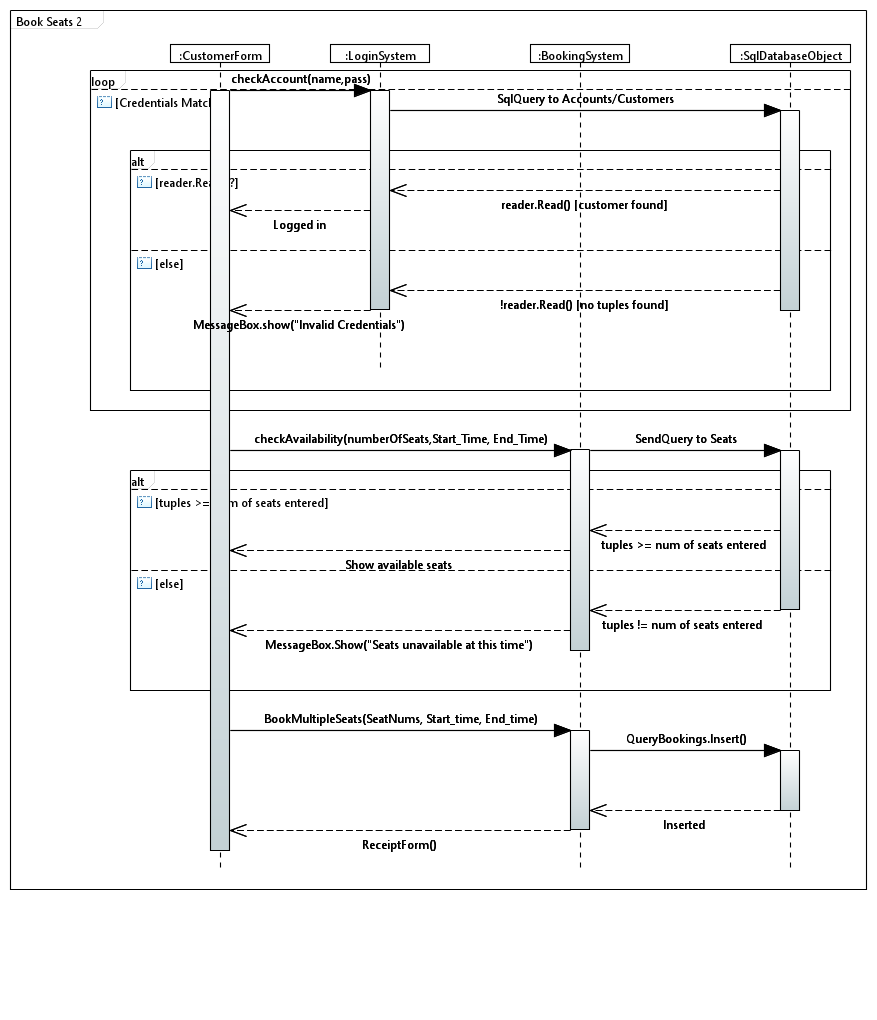 Book Seats 2
:CustomerForm
:LoginSystem
:BookingSystem
:SqlDatabaseObject
loop
checkAccount(name,pass)
[Credentials Matc
SqlQuery to Accounts/Customers
alt
[reader.Rea ?]
reader.Read() [customer found]
Logged in
[else]
!reader.Read() [no tuples found]
MessageBox.show("Invalid Credentials")
checkAvailability(numberOfSeats,Start_Time, End_Time)
SendQuery to Seats
alt
[tuples >= um of seats entered]
tuples >= num of seats entered
Show available seats
[else]
tuples != num of seats entered
MessageBox.Show("Seats unavailable at this time")
BookMultipleSeats(SeatNums, Start_time, End_time)
QueryBookings.Insert()
Inserted
ReceiptForm()